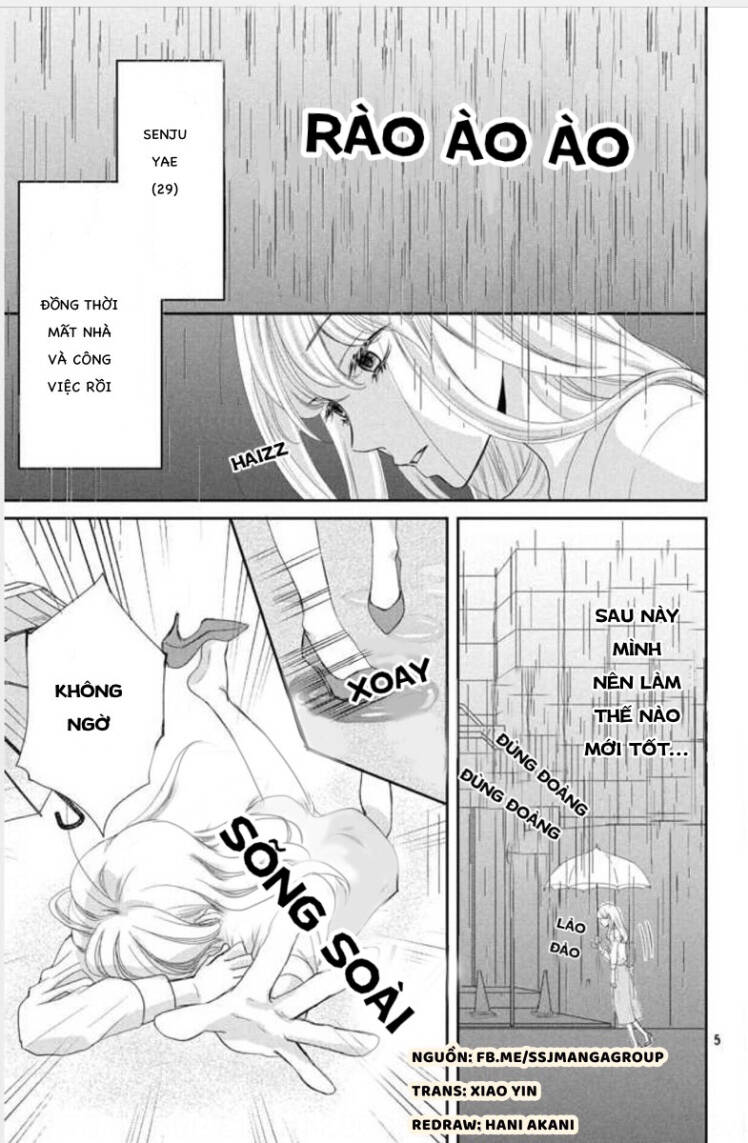 RÀO ÀO ÀO
SENJU
YAE
(29)
ĐỒNG THỜI
MẤT NHÀ
VÀ CÔNG
VIỆC RỒI
HAIZZ
SAU NÀY
MÌNH
NÊN LÀM
THẾ NÀO
MỚI TỐT...
ĐÙNG ĐOÀNG
ĐÙNG ĐOÀNG
LẢO
ĐẢO
XOAY
KHÔNG
NGỜ
SÕNG SOÀI
5
NGUỒN: FB.ME/SSJMANGAGROUP
TRANS: XIAO YIN
REDRAW: HANI AKANI